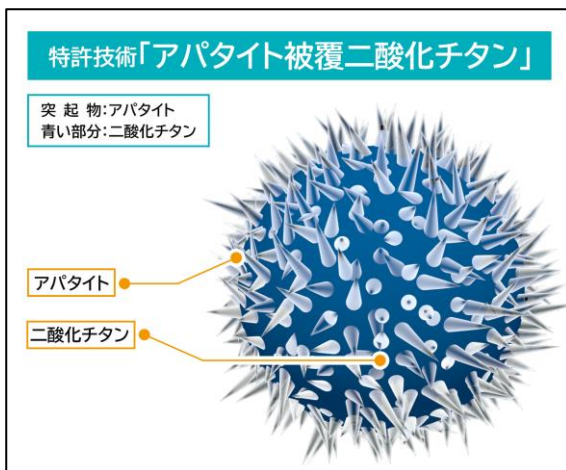 特許技術「アパタイト被覆二酸化チタン」
突起物:アパタイト
青い部分:二酸化チタン
アパタイト
二酸化チタン